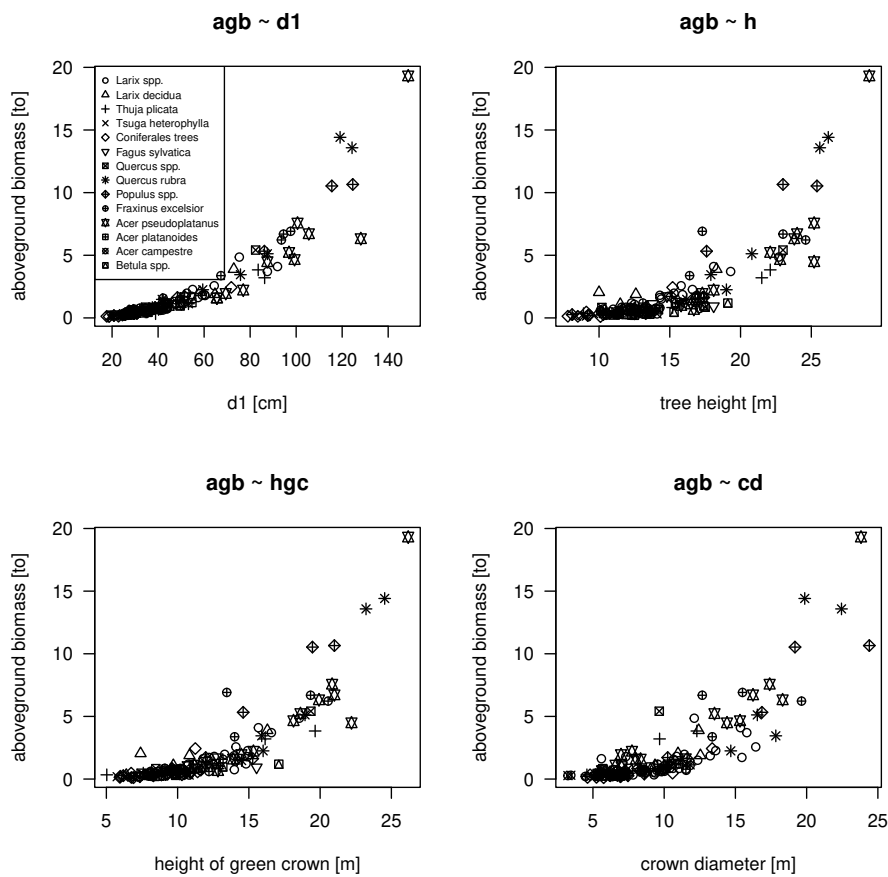 agb ~ d1
20
15
10
5
0
aboveground biomass [to]
Larix spp.
Larix decidua
Thuja plicata
Tsuga heterophylla
Coniferales trees
Fagus sylvatica
Quercus spp.
Quercus rubra
Populus spp.
Fraxinus excelsior
Acer pseudoplatanus
Acer platanoides
Acer campestre
Betula spp.
20 40 60 80 100 120 140
d1 [cm]
agb ~ h
20
15
10
5
0
aboveground biomass [to]
10 15 20 25
tree height [m]
agb ~ hgc
20
15
10
5
0
aboveground biomass [to]
5 10 15 20 25
height of green crown [m]
agb ~ cd
20
15
10
5
0
aboveground biomass [to]
5 10 15 20 25
crown diameter [m]